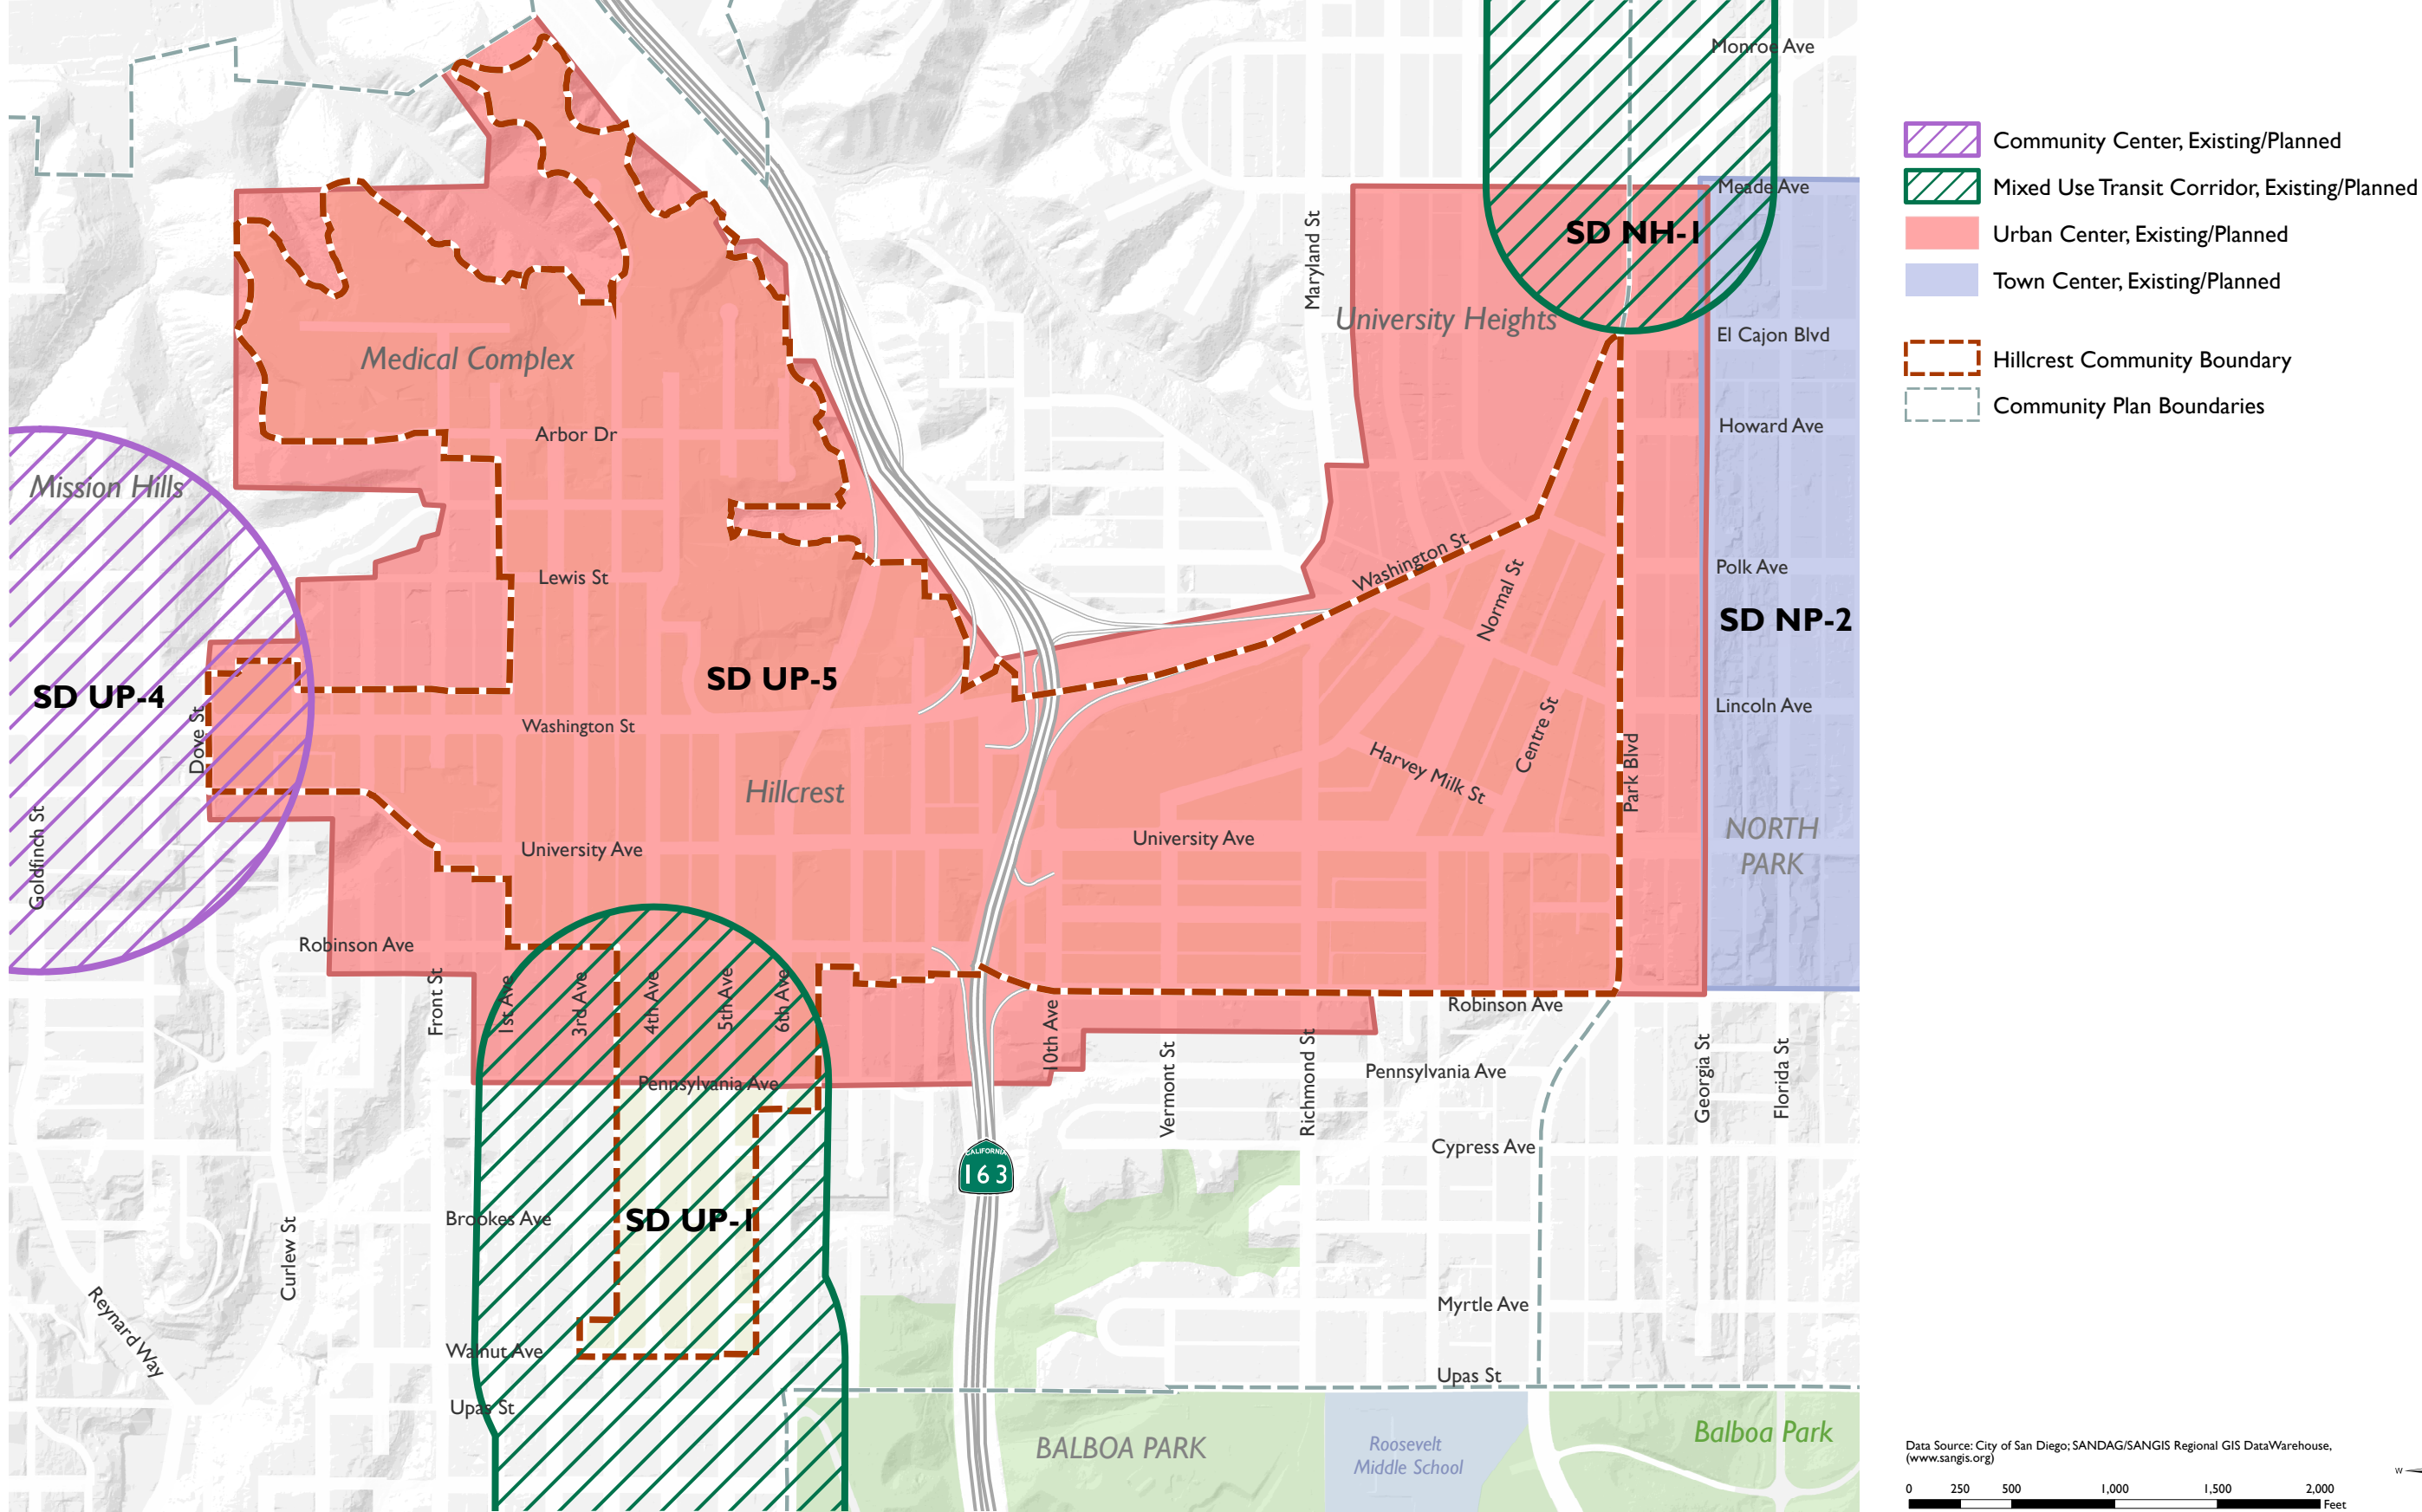 Monroe Ave
Community Center, Existing/Planned
Mixed Use Transit Corridor, Existing/Planned
Urban Center, Existing/Planned
Town Center, Existing/Planned
Hillcrest Community Boundary
Community Plan Boundaries
Meade Ave
SD NH-1
Maryland St
University Heights
El Cajon Blvd
Medical Complex
Arbor Dr
Howard Ave
Mission Hills
Washington St
Lewis St
Polk Ave
Normal St
SD NP-2
SD UP-4
SD UP-5
Lincoln Ave
Dove St
Washington St
Centre St
Harvey Milk St
Park Blvd
Hillcrest
Goldfinch St
University Ave
University Ave
NORTH
PARK
Robinson Ave
Front St
1st Ave
3rd Ave
4th Ave
5th Ave
6th Ave
10th Ave
Robinson Ave
Pennsylvania Ave
Pennsylvania Ave
Vermont St
Richmond St
Georgia St
Florida St
Cypress Ave
CALIFORNIA
163
Brookes Ave
SD UP-1
Curlew St
Reynard Way
Myrtle Ave
Walnut Ave
Upas St
Upas St
BALBOA PARK
Roosevelt
Middle School
Balboa Park
Data Source: City of San Diego; SANDAG/SANGIS Regional GIS DataWarehouse,
(www.sangis.org)
W
0 250 500 1,000 1,500 2,000
Feet